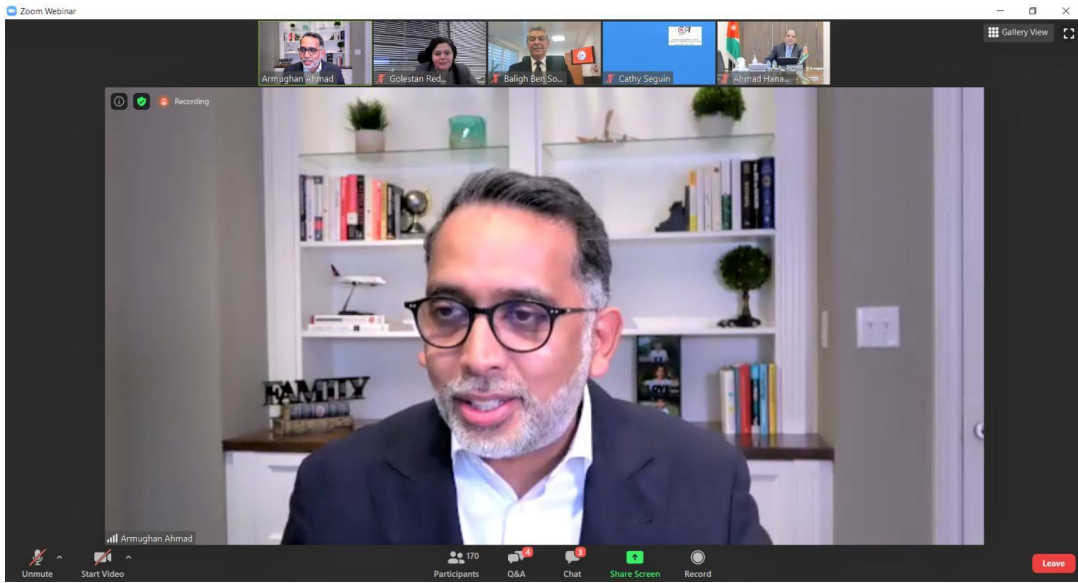 Zoom Webinar
Gallery View
Armughan Ahmad
Golestan Red...
Baligh Ben So...
Cathy Seguin
Ahmad Hana...
Recording
FAMILY
LOVE
Armughan Ahmad
Unmute
Start Video
170
Participants
4
Q&A
3
Chat
Share Screen
Record
Leave